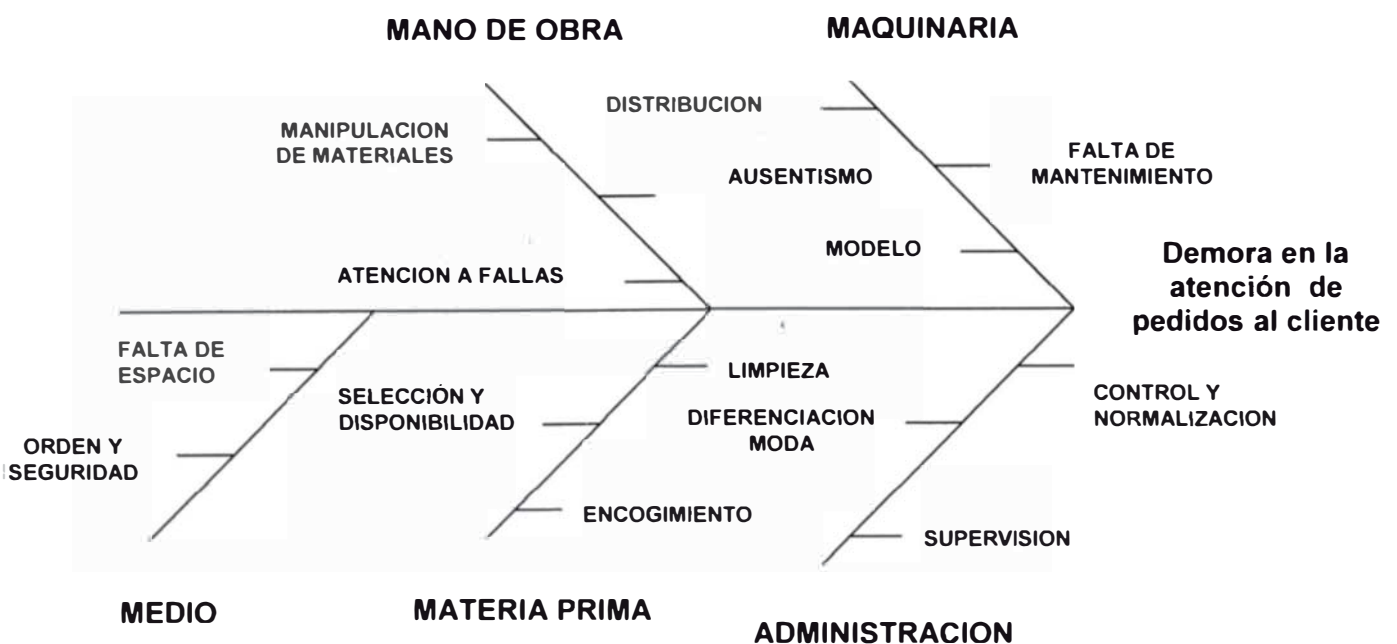 MANO DE OBRA
MAQUINARIA
DISTRIBUCION
MANIPULACION
DE MATERIALES
FALTA DE
MANTENIMIENTO
AUSENTISMO
MODELO
ATENCION A FALLAS
Demora en la
atención de
pedidos al cliente
FALTA DE
ESPACIO
LIMPIEZA
SELECCIÓN Y
DISPONIBILIDAD
CONTROL Y
NORMALIZACION
DIFERENCIACION
MODA
ORDEN Y
SEGURIDAD
ENCOGIMIENTO
SUPERVISION
MEDIO
MATERIA PRIMA
ADMINISTRACION